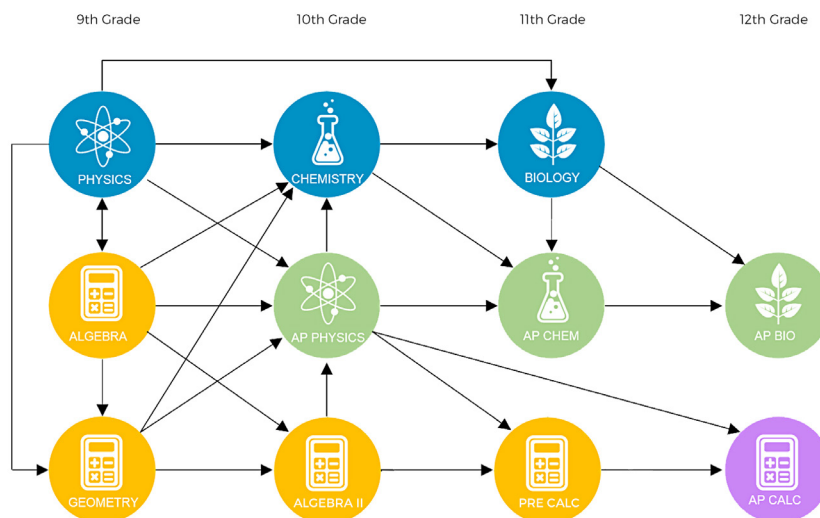 9th Grade
10th Grade
11th Grade
12th Grade
PHYSICS
CHEMISTRY
BIOLOGY
ALGEBRA
AP PHYSICS
AP CHEM
AP BIO
GEOMETRY
ALGEBRA II
PRE CALC
AP CALC